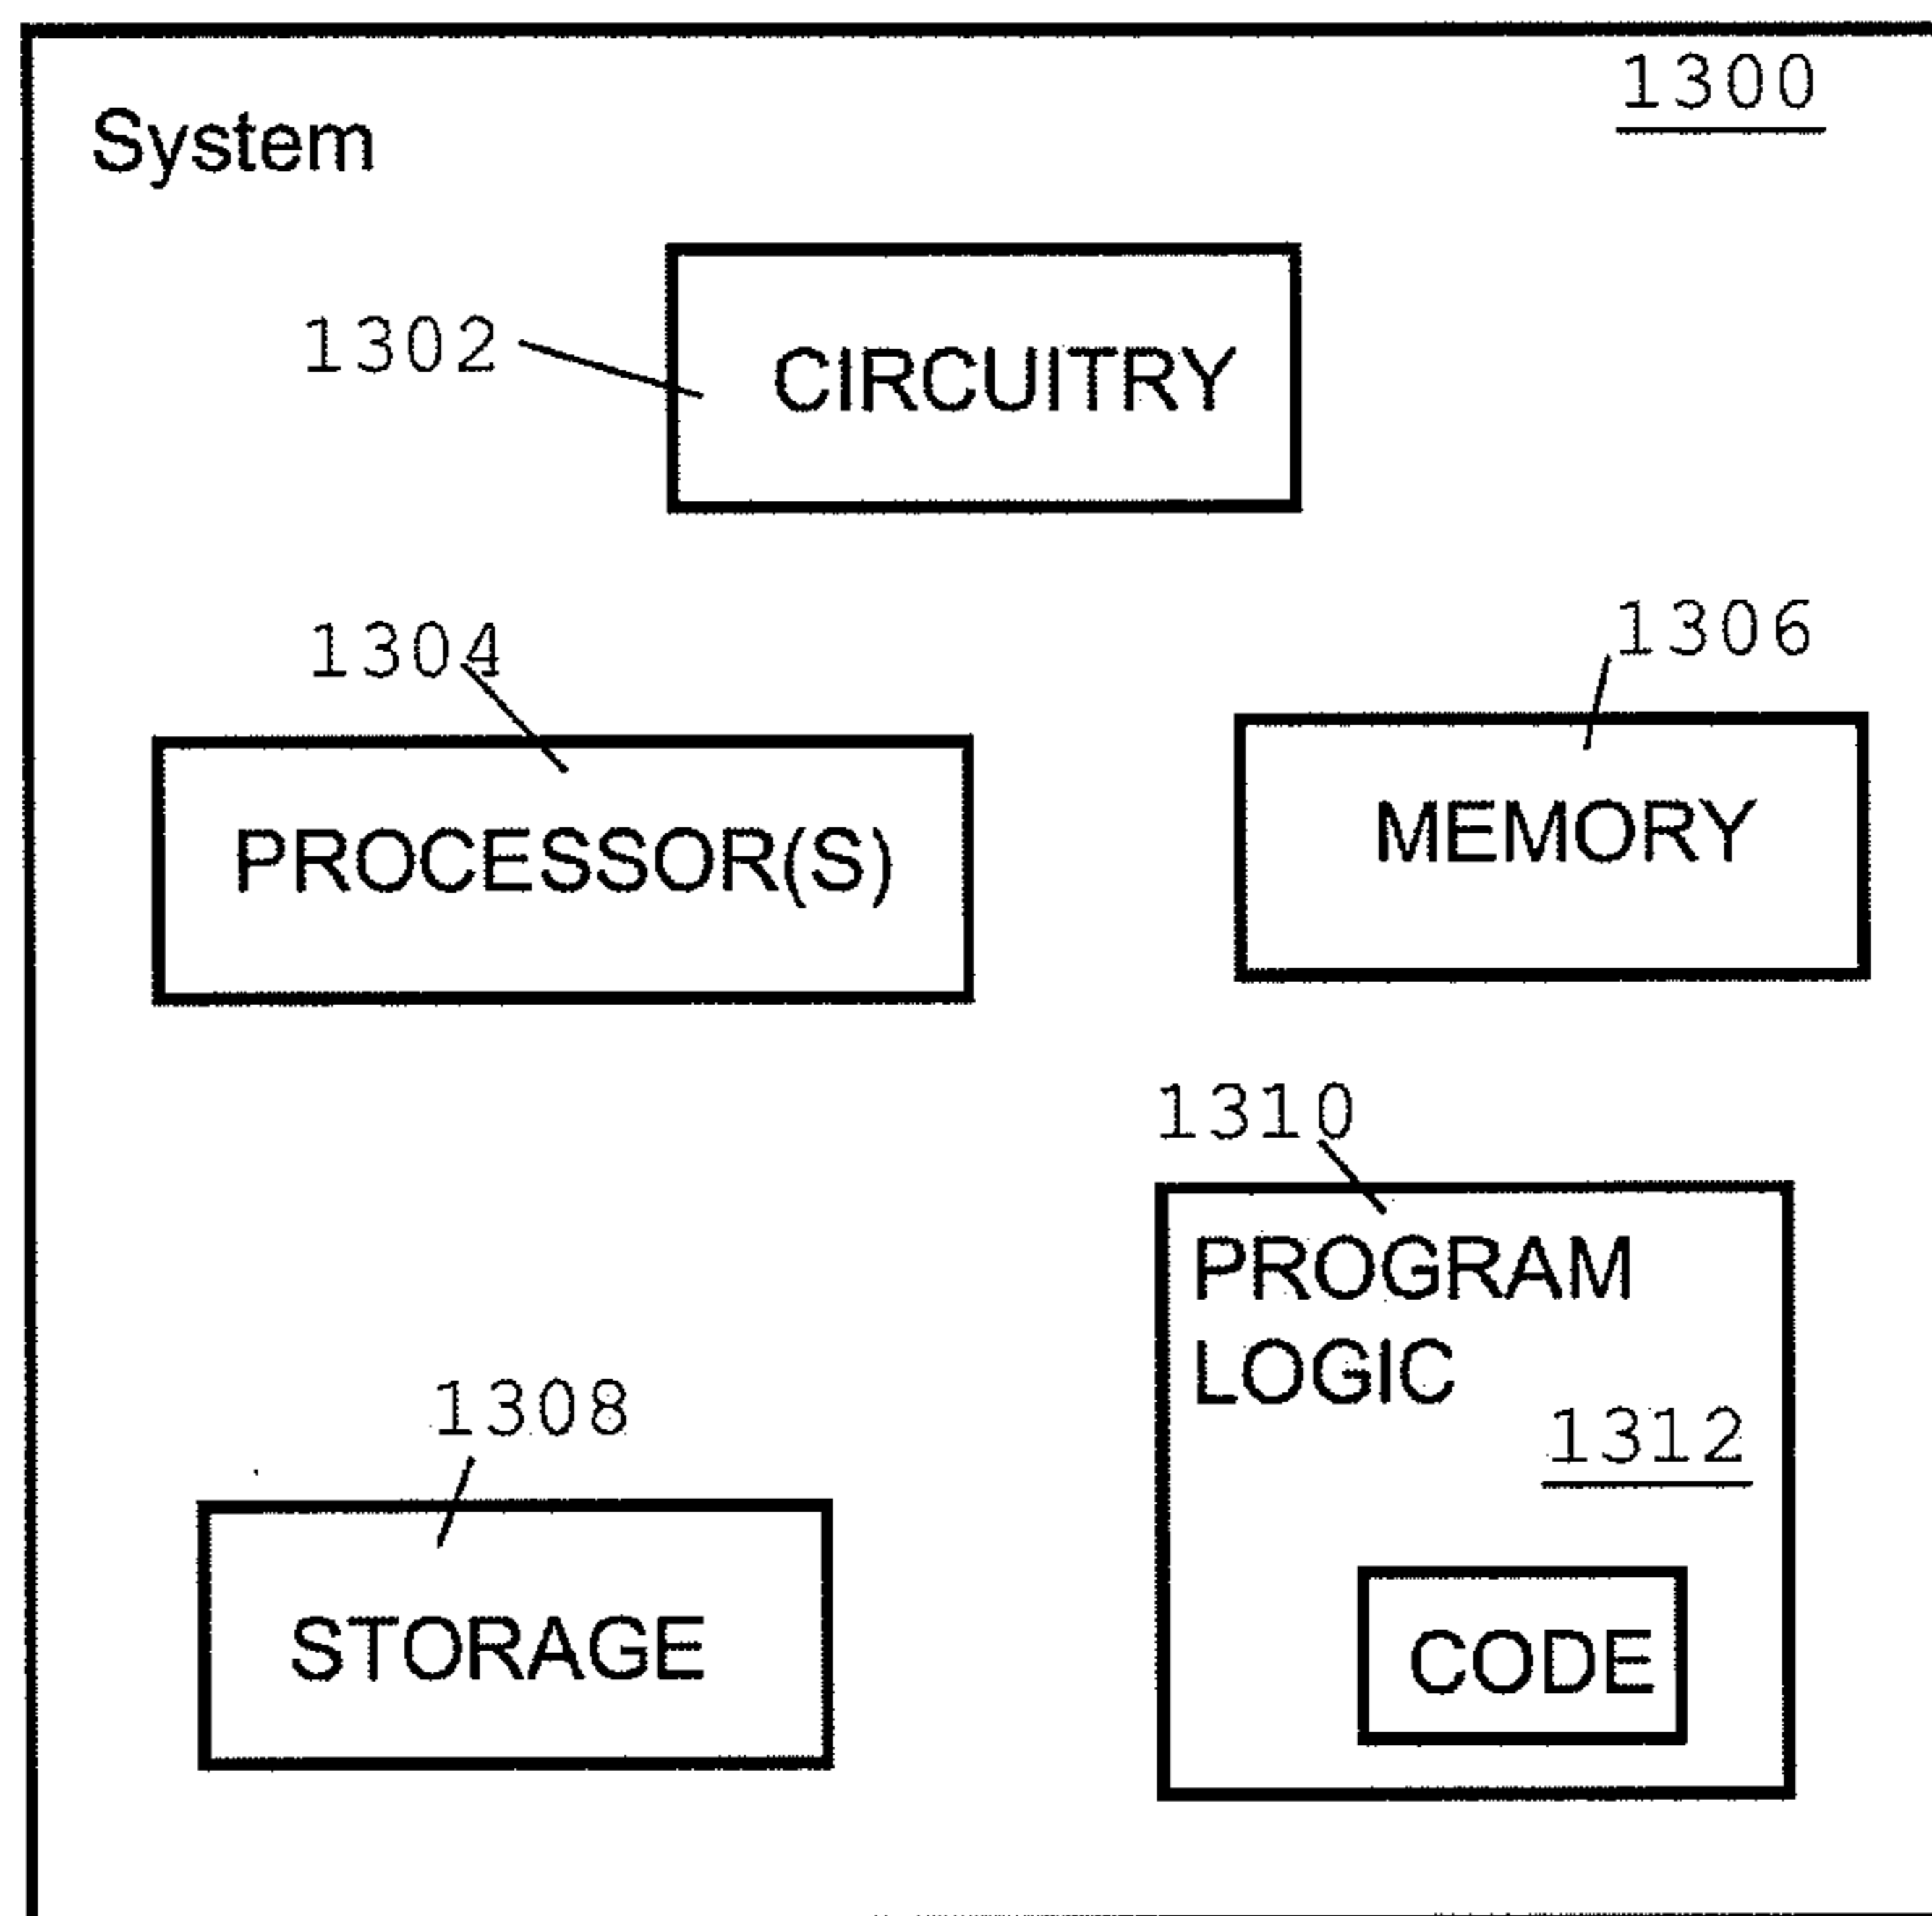 1300
System
1302
CIRCUITRY
1304
1306
PROCESSOR(S)
MEMORY
1310
PROGRAM
LOGIC
1308
1312
STORAGE
CODE